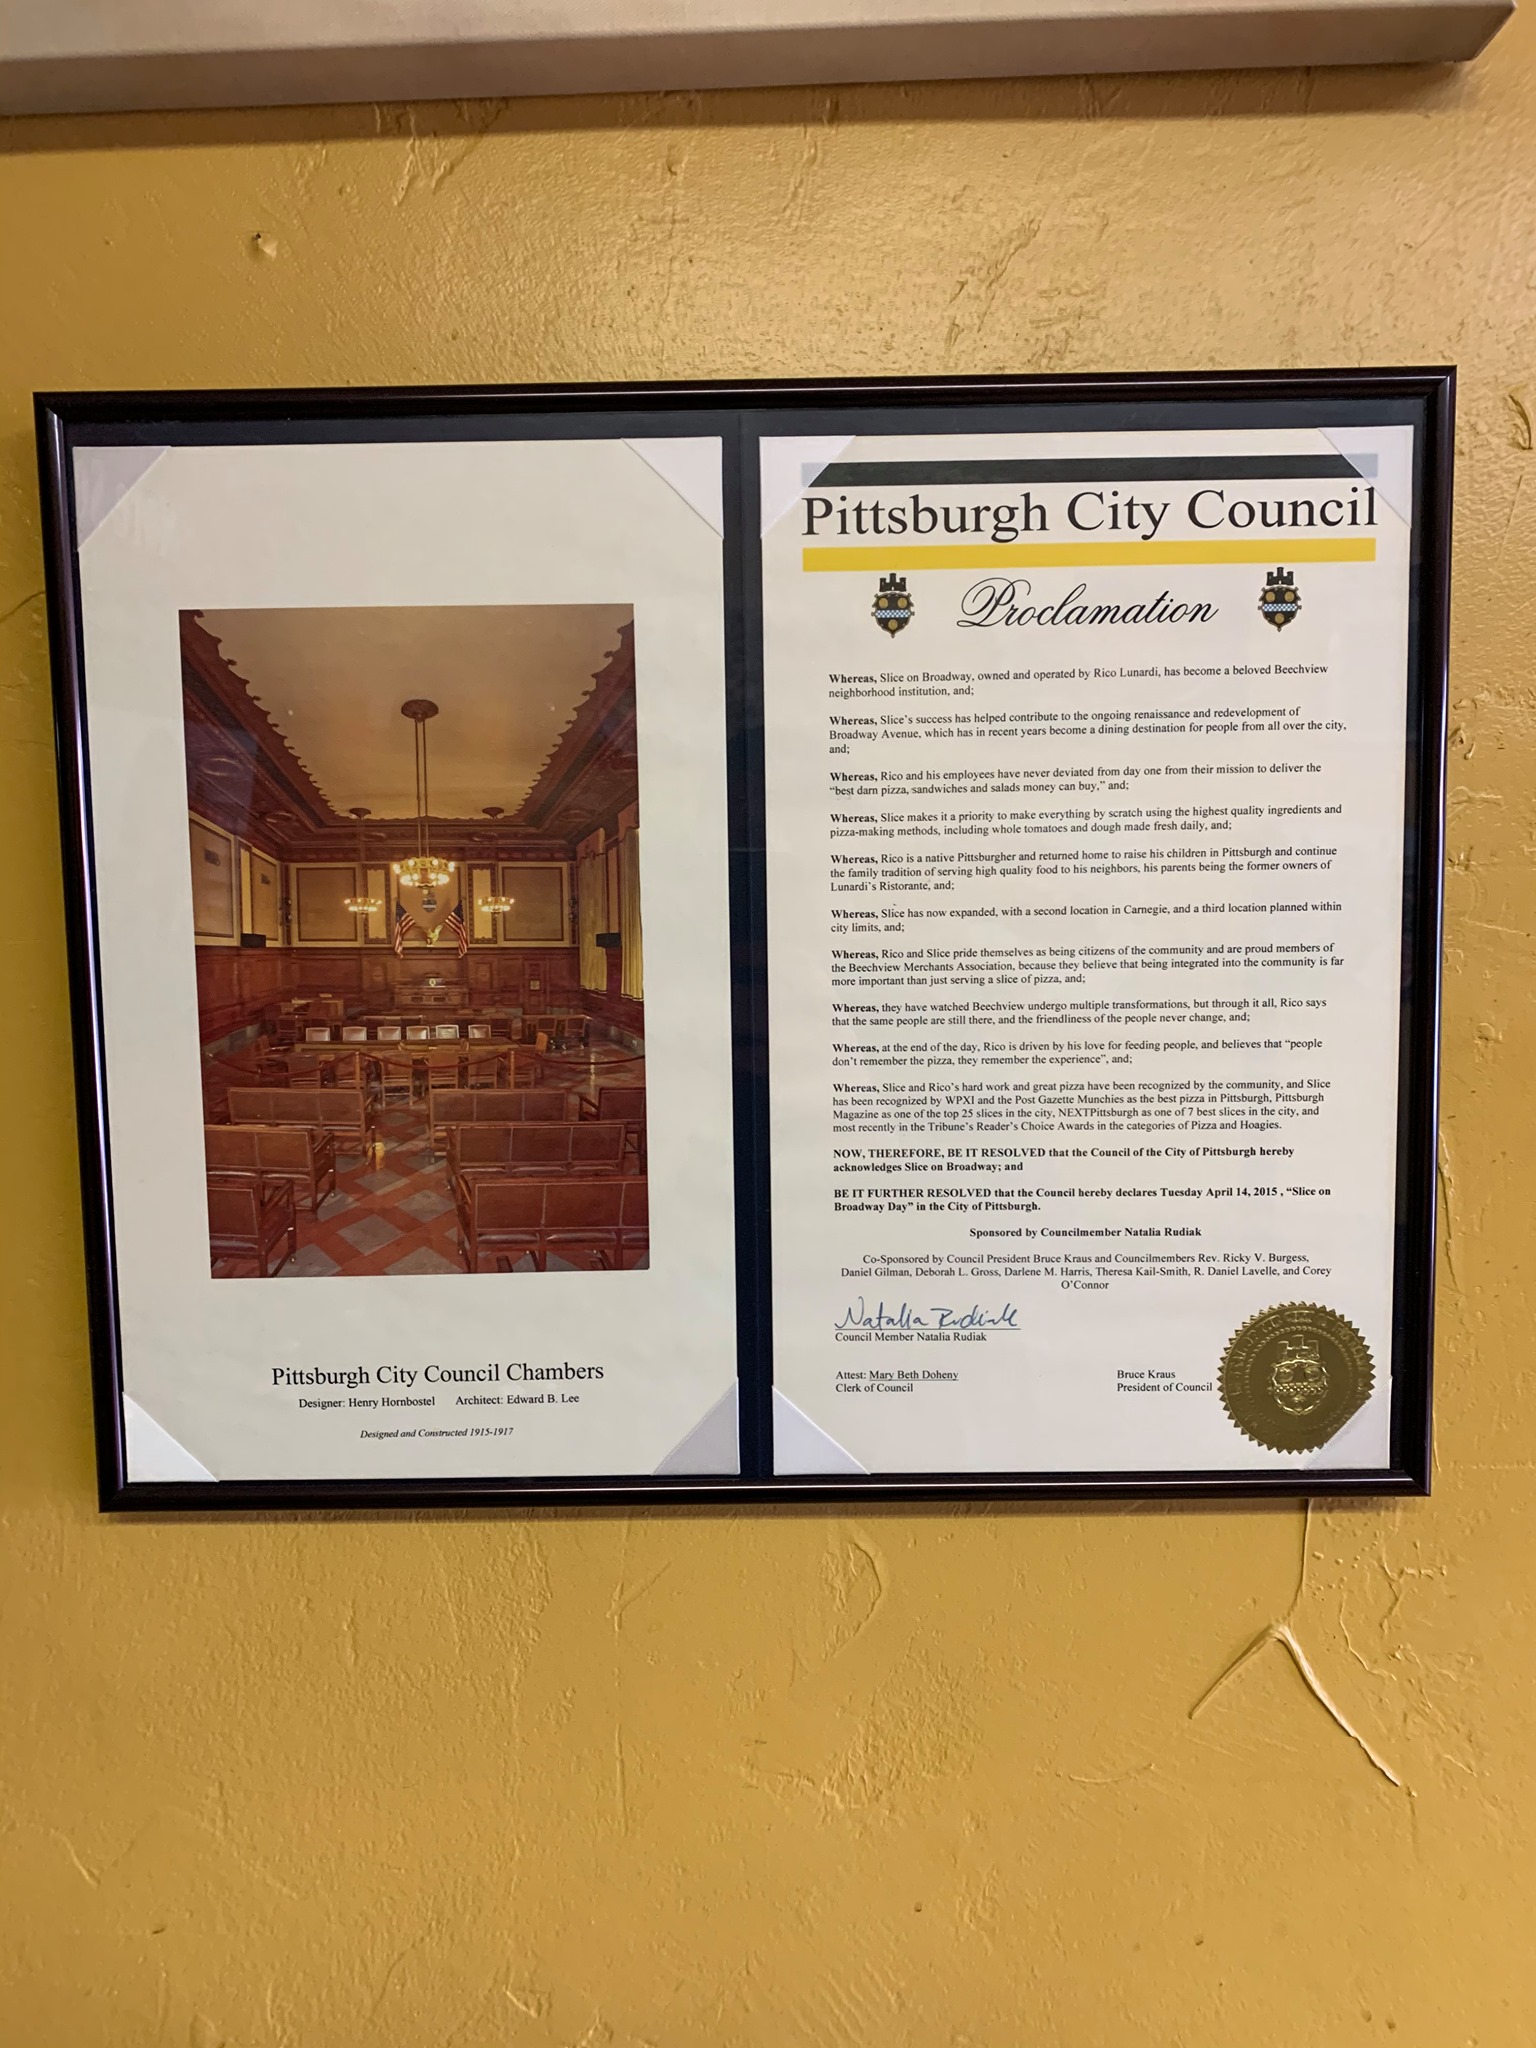 Pittsburgh City Council Chambers
Designer: Henry Hornbostel Architect: Edward B. Lee
Designed and Constructed 1915-1917
Pittsburgh City Council
Proclamation
Whereas, Slice on Broadway, owned and operated by Rico Lunardi, has become a beloved Beechview
neighborhood institution, and;
Whereas, Slice's success has helped contribute to the ongoing renaissance and redevelopment of
Broadway Avenue, which has in recent years become a dining destination for people from all over the city,
and;
Whereas, Rico and his employees have never deviated from day one from their mission to deliver the
“best darn pizza, sandwiches and salads money can buy,” and;
Whereas, Slice makes it a priority to make everything by scratch using the highest quality ingredients and
pizza-making methods, including whole tomatoes and dough made fresh daily, and;
Whereas, Rico is a native Pittsburgher and returned home to raise his children in Pittsburgh and continue
the family tradition of serving high quality food to his neighbors, his parents being the former owners of
Lunardi's Ristorante, and;
Whereas, Slice has now expanded, with a second location in Carnegie, and a third location planned within
city limits, and;
Whereas, Rico and Slice pride themselves as being citizens of the community and are proud members of
the Beechview Merchants Association, because they believe that being integrated into the community is far
more important than just serving a slice of pizza, and;
Whereas, they have watched Beechview undergo multiple transformations, but through it all, Rico says
that the same people are still there, and the friendliness of the people never change, and;
Whereas, at the end of the day, Rico is driven by his love for feeding people, and believes that “people
don't remember the pizza, they remember the experience”, and;
Whereas, Slice and Rico's hard work and great pizza have been recognized by the community, and Slice
has been recognized by WPXI and the Post Gazette Munchies as the best pizza in Pittsburgh, Pittsburgh
Magazine as one of the top 25 slices in the city, NEXTPittsburgh as one of 7 best slices in the city, and
most recently in the Tribune's Reader's Choice Awards in the categories of Pizza and Hoagies.
NOW, THEREFORE, BE IT RESOLVED that the Council of the City of Pittsburgh hereby
acknowledges Slice on Broadway; and
BE IT FURTHER RESOLVED that the Council hereby declares Tuesday April 14, 2015 , “Slice on
Broadway Day” in the City of Pittsburgh.
Sponsored by Councilmember Natalia Rudiak
Co-Sponsored by Council President Bruce Kraus and Councilmembers Rev. Ricky V. Burgess,
Daniel Gilman, Deborah L. Gross, Darlene M. Harris, Theresa Kail-Smith, R. Daniel Lavelle, and Corey
O'Connor
Natalia Rudiak
Council Member Natalia Rudiak
Attest: Mary Beth Doheny Bruce Kraus
Clerk of Council President of Council